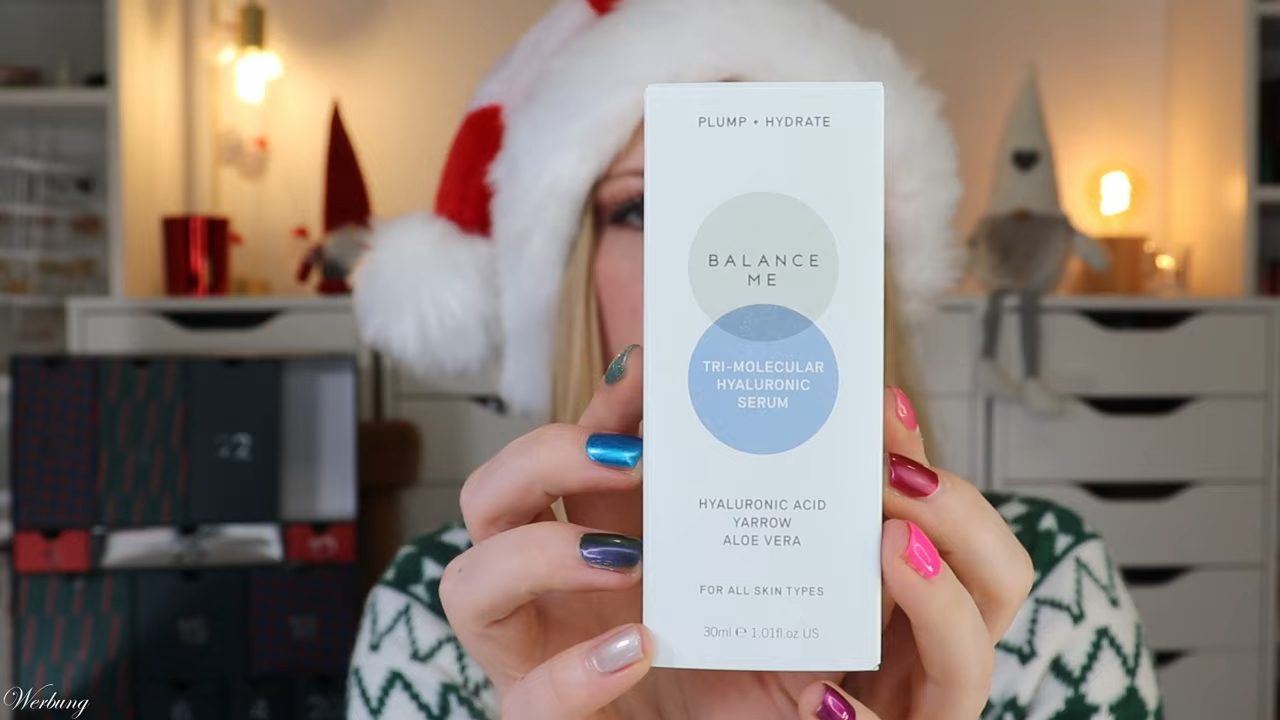 PLUMP + HYDRATE
BALANCE
ME
TRI-MOLECULAR
HYALURONIC
SERUM
HYALURONIC ACID
YARROW
ALOE VERA
FOR ALL SKIN TYPES
30ml ℮ 1.01fl.oz US
Werbung